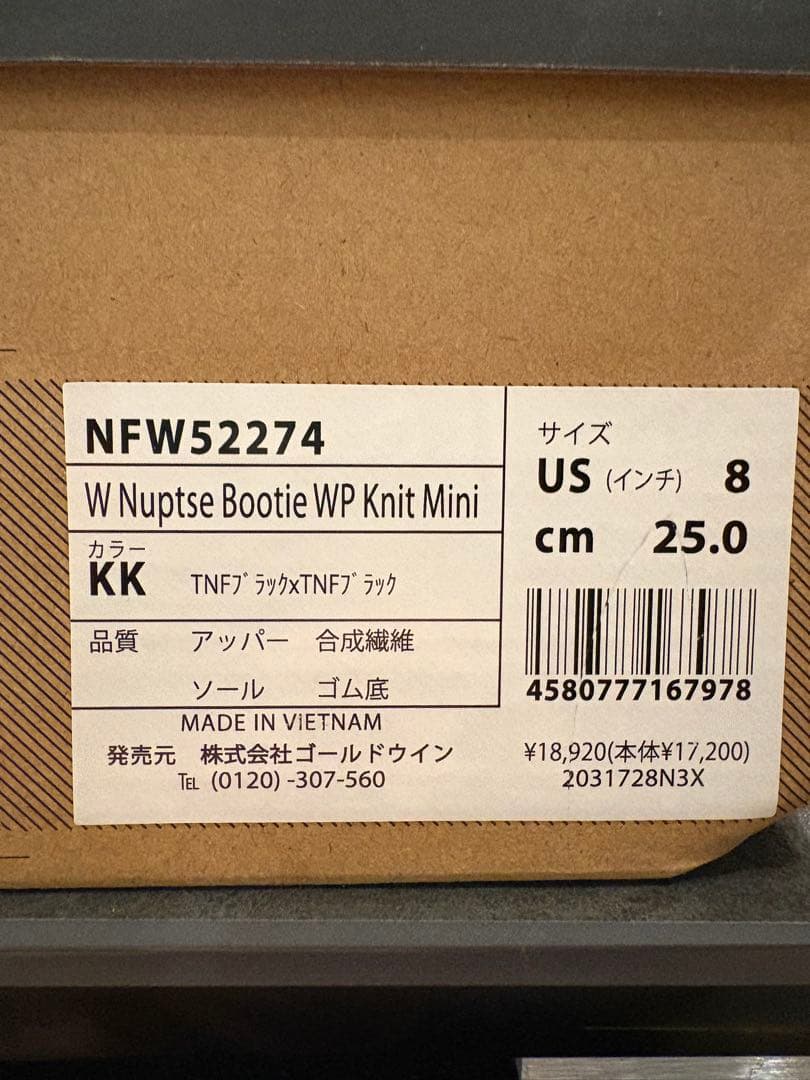 NFW52274
W Nuptse Bootie WP Knit Mini
カラー
KK TNFﾌﾞﾗｯｸxTNFﾌﾞﾗｯｸ
品質 アッパー 合成繊維
ソール ゴム底
MADE IN VIETNAM
発売元 株式会社ゴールドウイン
TEL (0120) -307-560
サイズ
US (インチ) 8
cm 25.0
4580777167978
¥18,920(本体¥17,200)
2031728N3X